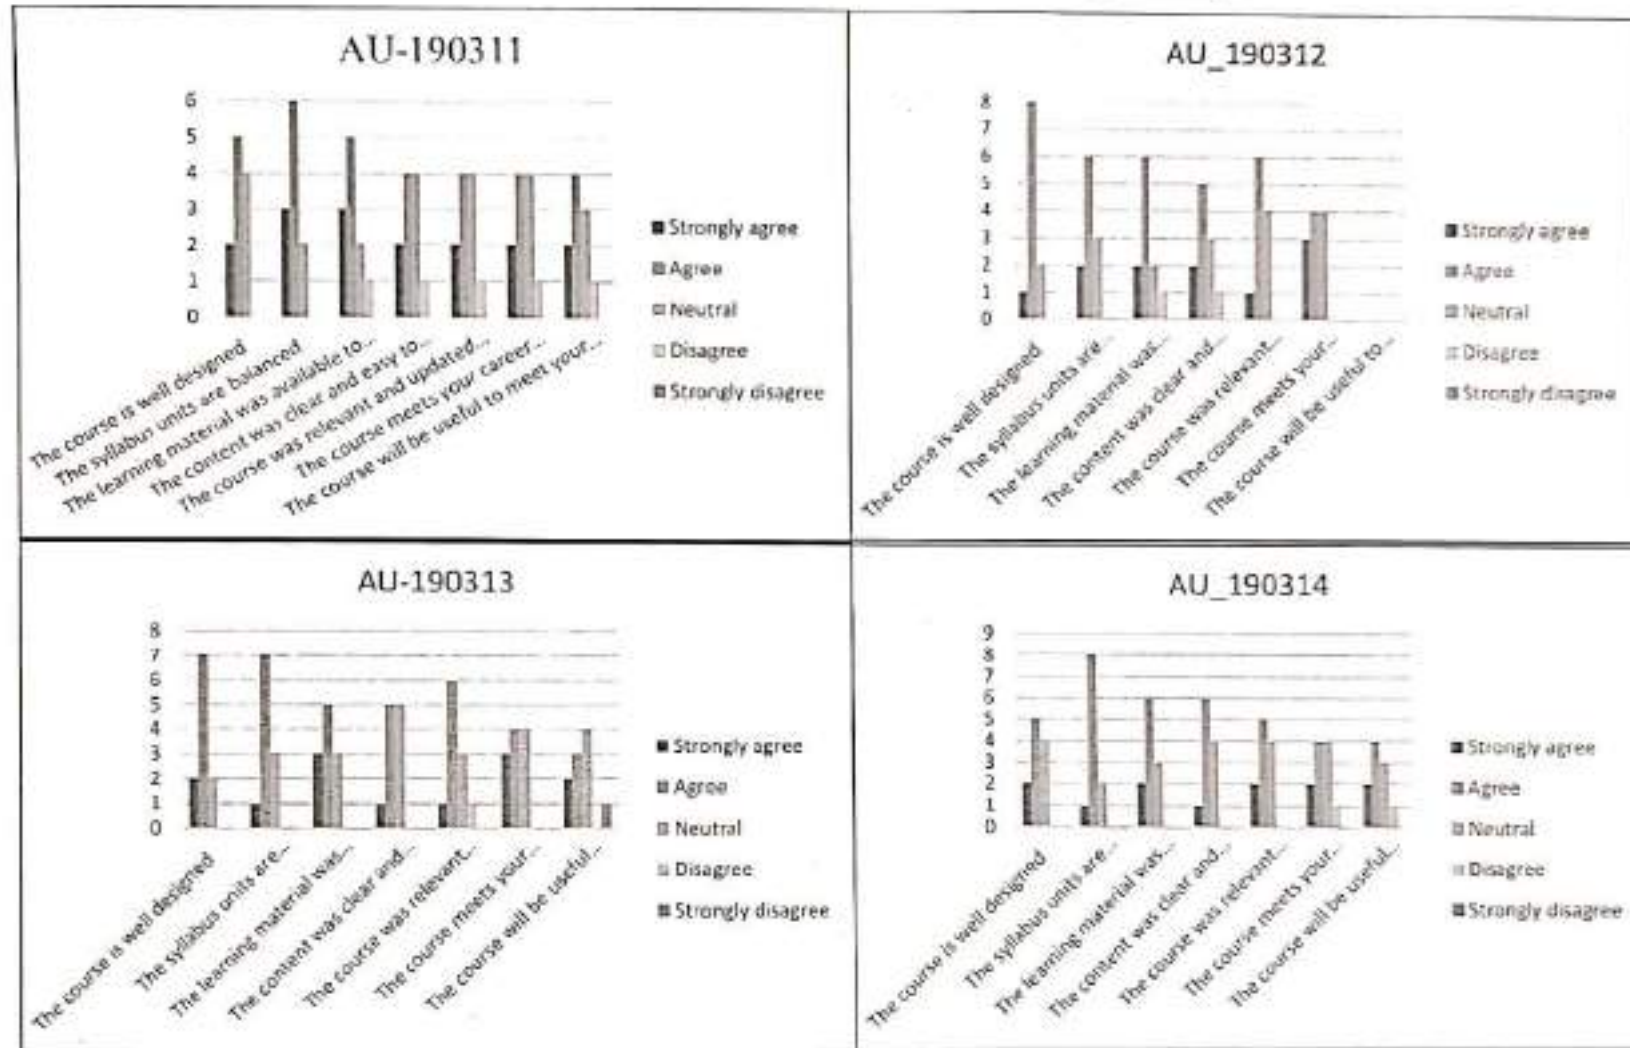 AU-190311
6
5
4
3
2
1
0
The course is well designed
The syllabus units are balanced
The learning material was available to...
The content was clear and easy to...
The course was relevant and updated...
The course meets your career...
The course will be useful to meet your...
Strongly agree
Agree
Neutral
Disagree
Strongly disagree
AU_190312
8
7
6
5
4
3
2
1
0
The course is well designed
The syllabus units are...
The learning material was...
The content was clear and...
The course was relevant...
The course meets your...
The course will be useful to...
Strongly agree
Agree
Neutral
Disagree
Strongly disagree
AU-190313
8
7
6
5
4
3
2
1
0
The course is well designed
The syllabus units are...
The learning material was...
The content was clear and...
The course was relevant...
The course meets your...
The course will be useful...
Strongly agree
Agree
Neutral
Disagree
Strongly disagree
AU_190314
9
8
7
6
5
4
3
2
1
0
The course is well designed
The syllabus units are...
The learning material was...
The content was clear and...
The course was relevant...
The course meets your...
The course will be useful...
Strongly agree
Agree
Neutral
Disagree
Strongly disagree